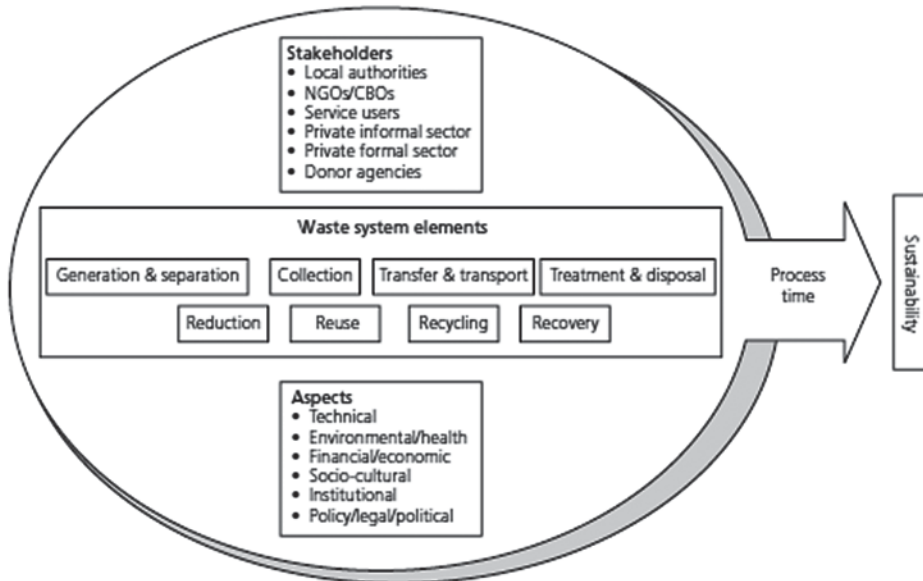 Stakeholders
• Local authorities
• NGOs/CBOs
• Service users
• Private informal sector
• Private formal sector
• Donor agencies
Waste system elements
Generation & separation
Collection
Transfer & transport
Treatment & disposal
Reduction
Reuse
Recycling
Recovery
Aspects
• Technical
• Environmental/health
• Financial/economic
• Socio-cultural
• Institutional
• Policy/legal/political
Process
time
Sustainability